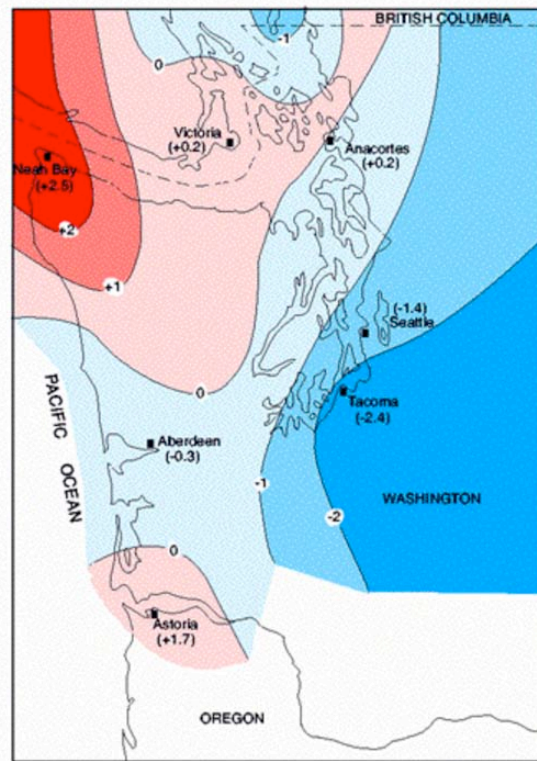 BRITISH COLUMBIA
-1
0
Victoria
(+0.2)
Anacortes
(+0.2)
Neah Bay
(+2.5)
+2
+1
(-1.4)
Seattle
0
Tacoma
(-2.4)
PACIFIC OCEAN
Aberdeen
(-0.3)
-1
WASHINGTON
-2
0
Astoria
(+1.7)
OREGON